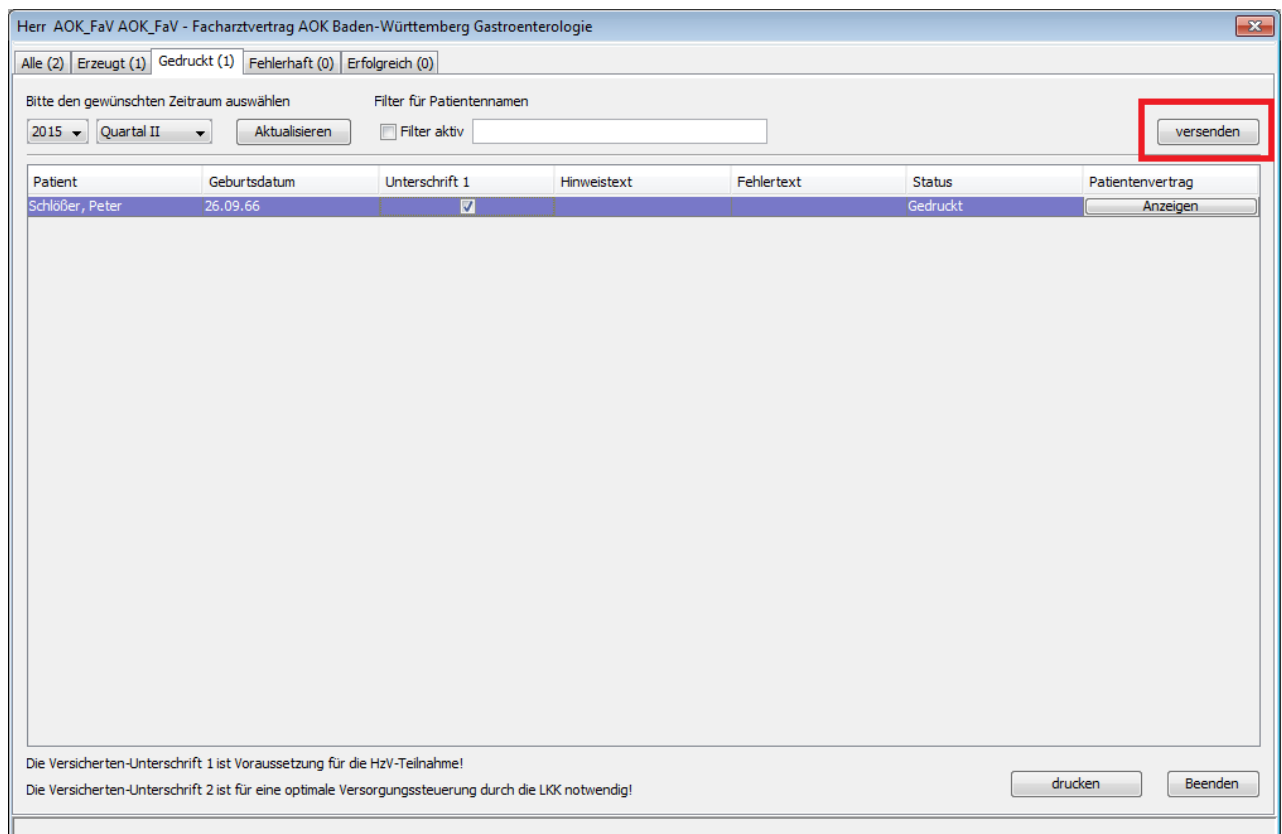 Herr AOK_FaV AOK_FaV - Facharztvertrag AOK Baden-Württemberg Gastroenterologie
Alle (2) Erzeugt (1) Gedruckt (1) Fehlerhaft (0) Erfolgreich (0)
Bitte den gewünschten Zeitraum auswählen Filter für Patientennamen
2015 Quartal II Aktualisieren Filter aktiv versenden
Patient Geburtsdatum Unterschrift 1 Hinweistext Fehlertext Status Patientenvertrag
Schlößer, Peter 26.09.66 Gedruckt Anzeigen
Die Versicherten-Unterschrift 1 ist Voraussetzung für die HzV-Teilnahme!
Die Versicherten-Unterschrift 2 ist für eine optimale Versorgungssteuerung durch die LKK notwendig!
drucken Beenden